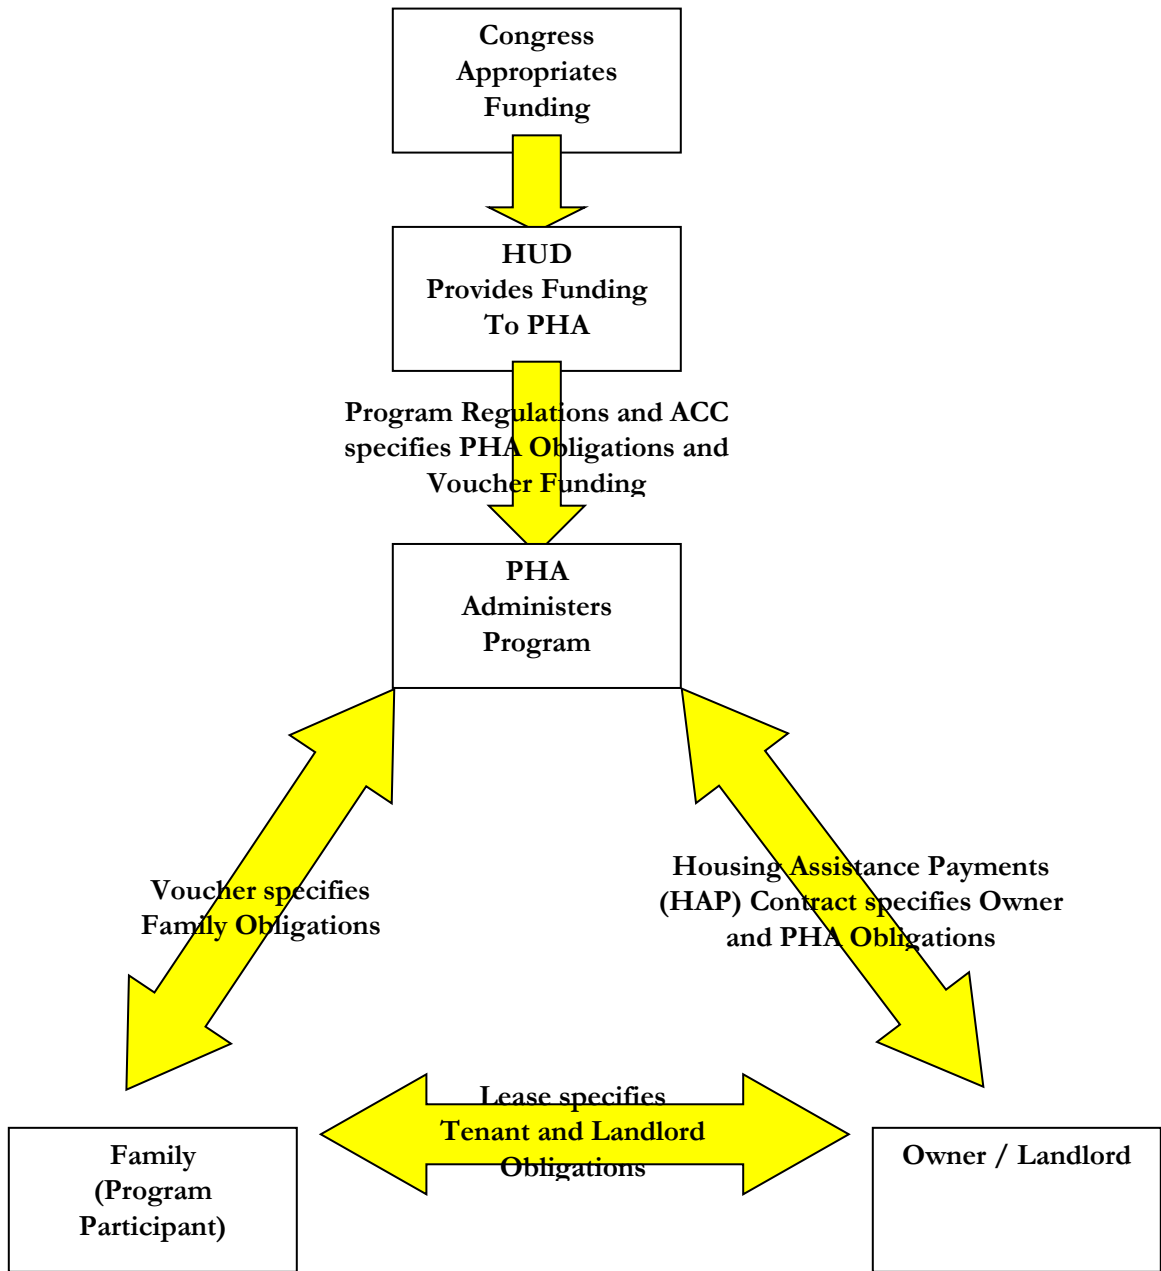 Congress
Appropriates
Funding
HUD
Provides Funding
To PHA
Program Regulations and ACC
specifies PHA Obligations and
Voucher Funding
PHA
Administers
Program
Voucher specifies
Family Obligations
Housing Assistance Payments
(HAP) Contract specifies Owner
and PHA Obligations
Lease specifies
Tenant and Landlord
Obligations
Family
(Program
Participant)
Owner / Landlord